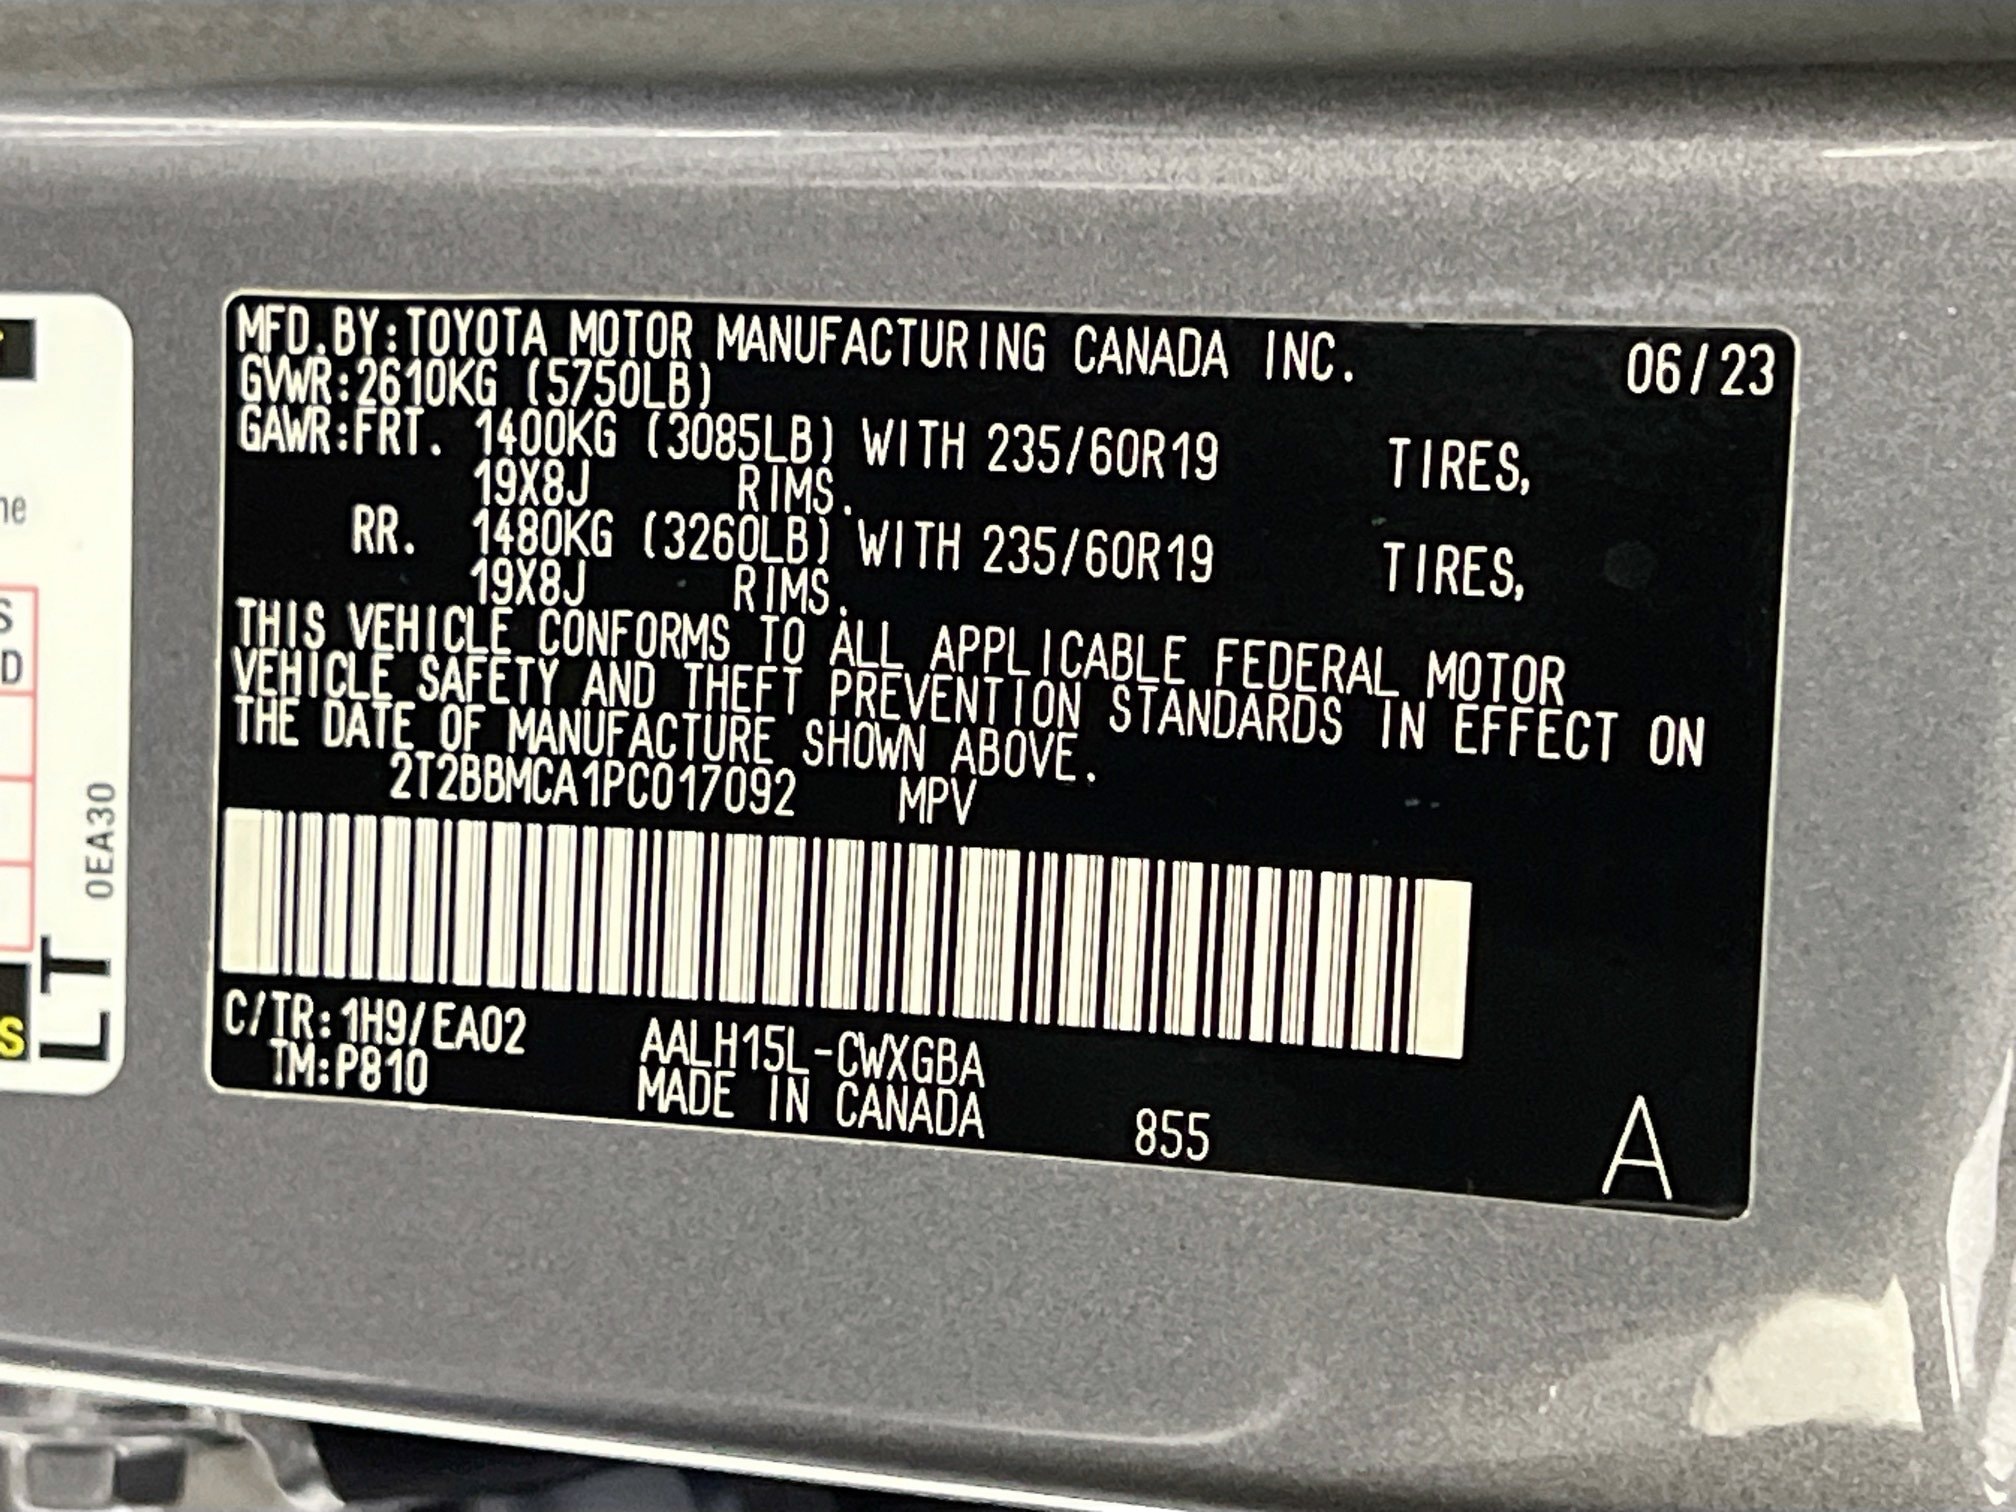 MFD.BY:TOYOTA MOTOR MANUFACTURING CANADA INC. 06/23
GVWR:2610KG (5750LB)
GAWR:FRT. 1400KG (3085LB) WITH 235/60R19 TIRES,
19X8J RIMS.
RR. 1480KG (3260LB) WITH 235/60R19 TIRES,
19X8J RIMS.
THIS VEHICLE CONFORMS TO ALL APPLICABLE FEDERAL MOTOR
VEHICLE SAFETY AND THEFT PREVENTION STANDARDS IN EFFECT ON
THE DATE OF MANUFACTURE SHOWN ABOVE.
2T2BBMCA1PC017092 MPV
C/TR:1H9/EA02 AALH15L-CWXGBA
TM:P810 MADE IN CANADA 855 A
0EA30
LT